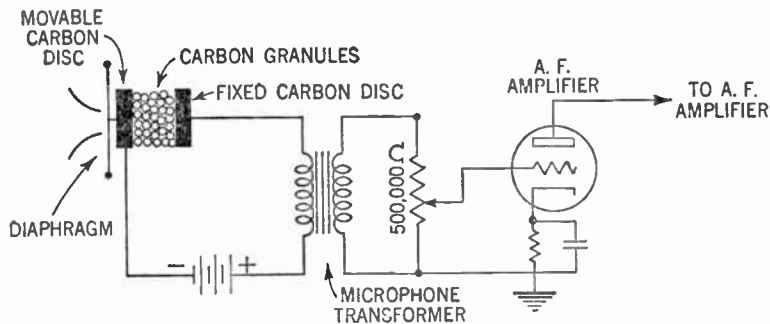 MOVABLE
CARBON
DISC
CARBON GRANULES
FIXED CARBON DISC
DIAPHRAGM
- +
MICROPHONE
TRANSFORMER
500,000 Ω
A. F.
AMPLIFIER
TO A. F.
AMPLIFIER